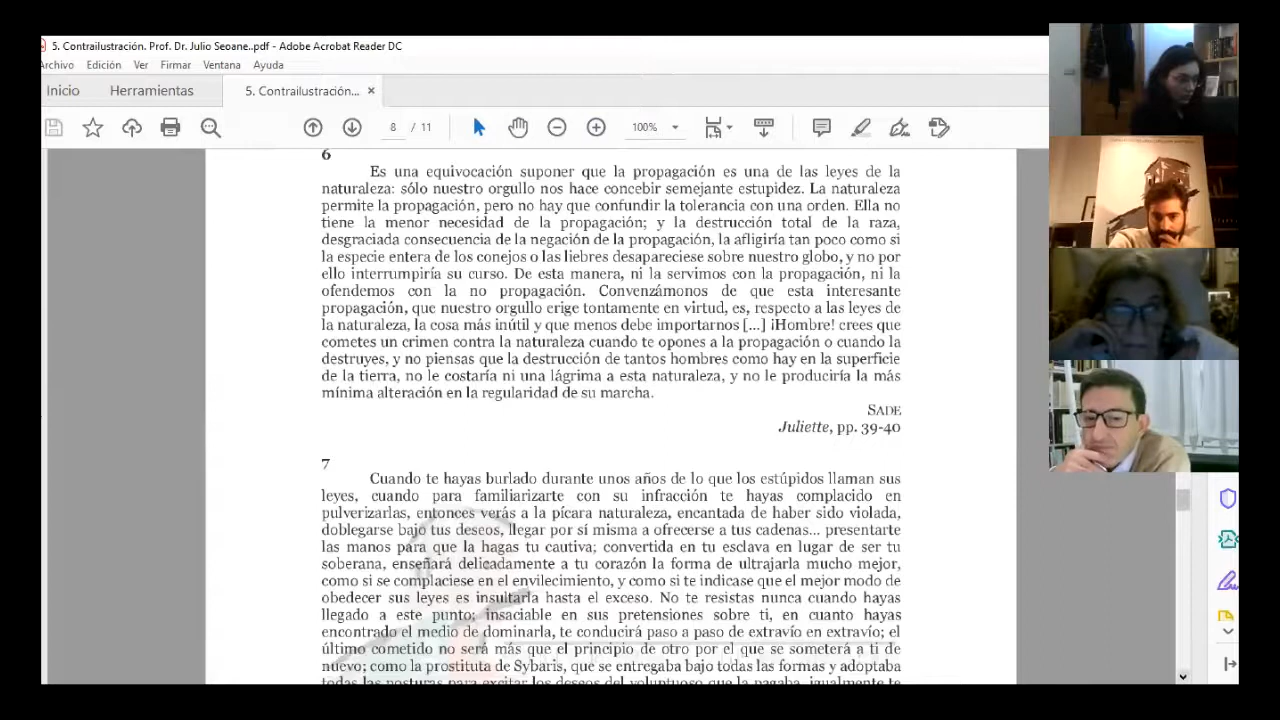 5. Contrailustración. Prof. Dr. Julio Seoane..pdf - Adobe Acrobat Reader DC
Archivo Edición Ver Firmar Ventana Ayuda
Inicio Herramientas 5. Contrailustración... ×
8 / 11 100%
6
Es una equivocación suponer que la propagación es una de las leyes de la
naturaleza: sólo nuestro orgullo nos hace concebir semejante estupidez. La naturaleza
permite la propagación, pero no hay que confundir la tolerancia con una orden. Ella no
tiene la menor necesidad de la propagación; y la destrucción total de la raza,
desgraciada consecuencia de la negación de la propagación, la afligiría tan poco como si
la especie entera de los conejos o las liebres desapareciese sobre nuestro globo, y no por
ello interrumpiría su curso. De esta manera, ni la servimos con la propagación, ni la
ofendemos con la no propagación. Convenzámonos de que esta interesante
propagación, que nuestro orgullo erige tontamente en virtud, es, respecto a las leyes de
la naturaleza, la cosa más inútil y que menos debe importarnos [...] ¡Hombre! crees que
cometes un crimen contra la naturaleza cuando te opones a la propagación o cuando la
destruyes, y no piensas que la destrucción de tantos hombres como hay en la superficie
de la tierra, no le costaría ni una lágrima a esta naturaleza, y no le produciría la más
mínima alteración en la regularidad de su marcha.
SADE
Juliette, pp. 39-40
7
Cuando te hayas burlado durante unos años de lo que los estúpidos llaman sus
leyes, cuando para familiarizarte con su infracción te hayas complacido en
pulverizarlas, entonces verás a la pícara naturaleza, encantada de haber sido violada,
doblegarse bajo tus deseos, llegar por sí misma a ofrecerse a tus cadenas... presentarte
las manos para que la hagas tu cautiva; convertida en tu esclava en lugar de ser tu
soberana, enseñará delicadamente a tu corazón la forma de ultrajarla mucho mejor,
como si se complaciese en el envilecimiento, y como si te indicase que el mejor modo de
obedecer sus leyes es insultarla hasta el exceso. No te resistas nunca cuando hayas
llegado a este punto; insaciable en sus pretensiones sobre ti, en cuanto hayas
encontrado el medio de dominarla, te conducirá paso a paso de extravío en extravío; el
último cometido no será más que el principio de otro por el que se someterá a ti de
nuevo; como la prostituta de Sybaris, que se entregaba bajo todas las formas y adoptaba
todas las posturas para excitar los deseos del voluptuoso que la pagaba, igualmente te